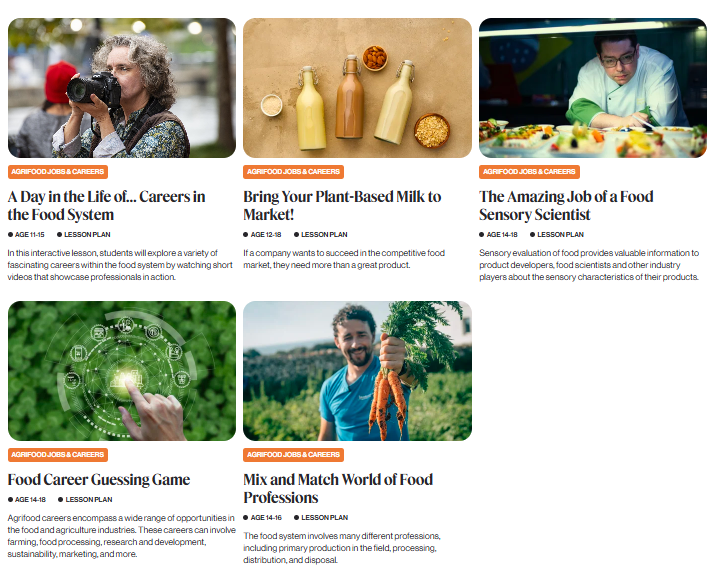 AGRIFOOD JOBS & CAREERS
A Day in the Life of... Careers in
the Food System
AGE 11-15 LESSON PLAN
In this interactive lesson, students will explore a variety of
fascinating careers within the food system by watching short
videos that showcase professionals in action.
AGRIFOOD JOBS & CAREERS
Bring Your Plant-Based Milk to
Market!
AGE 12-18 LESSON PLAN
If a company wants to succeed in the competitive food
market, they need more than a great product.
AGRIFOOD JOBS & CAREERS
The Amazing Job of a Food
Sensory Scientist
AGE 14-18 LESSON PLAN
Sensory evaluation of food provides valuable information to
product developers, food scientists and other industry
players about the sensory characteristics of their products.
AGRIFOOD JOBS & CAREERS
Food Career Guessing Game
AGE 14-18 LESSON PLAN
Agrifood careers encompass a wide range of opportunities in
the food and agriculture industries. These careers can involve
farming, food processing, research and development,
sustainability, marketing, and more.
AGRIFOOD JOBS & CAREERS
Mix and Match World of Food
Professions
AGE 14-16 LESSON PLAN
The food system involves many different professions,
including primary production in the field, processing,
distribution, and disposal.